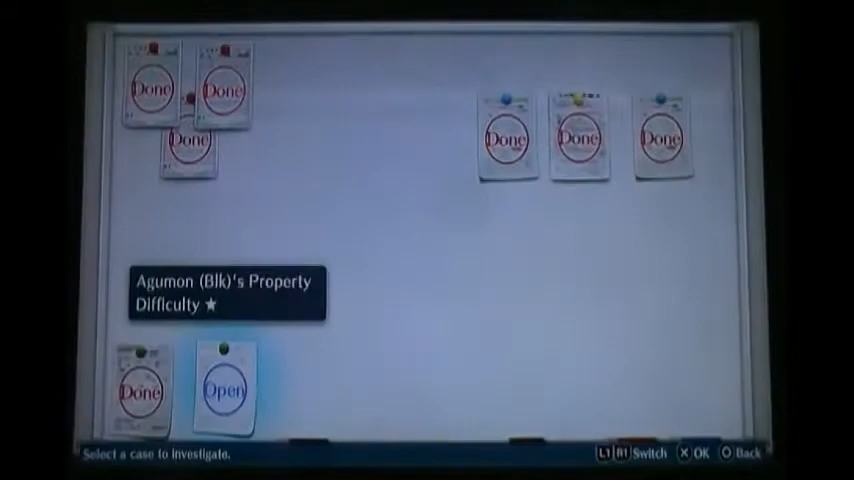 Done
Done
Done
Done
Done
Done
Agumon (Blk)'s Property
Difficulty ★
Done
Open
Select a case to investigate.
L1 R1 Switch X OK O Back